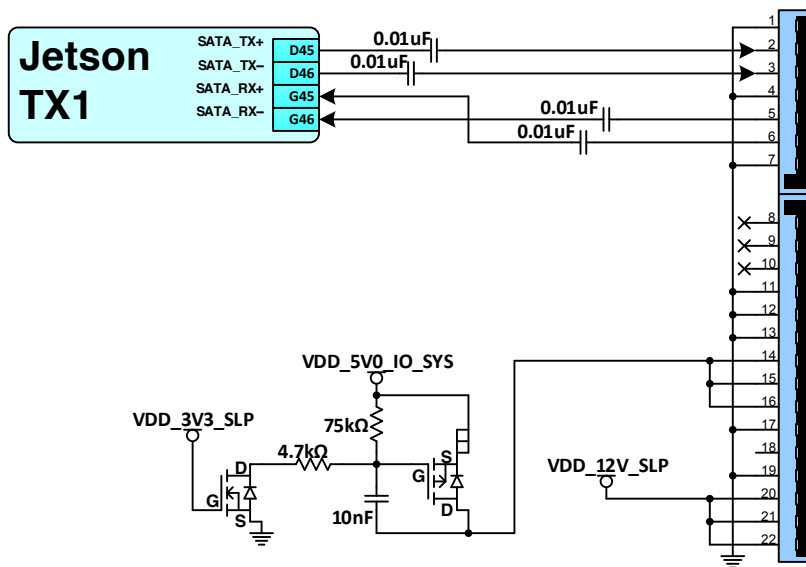 Jetson
TX1
SATA_TX+
SATA_TX–
SATA_RX+
SATA_RX–
D45
D46
G45
G46
0.01uF
0.01uF
0.01uF
0.01uF
1
2
3
4
5
6
7
8
9
10
11
12
13
14
15
16
17
18
19
20
21
22
VDD_5V0_IO_SYS
VDD_3V3_SLP
75kΩ
4.7kΩ
10nF
D
G
S
S
G
D
VDD_12V_SLP